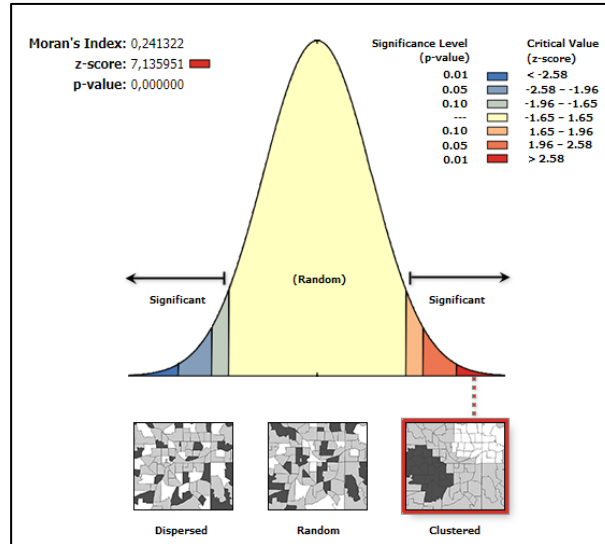 Moran's Index: 0,241322
z-score: 7,135951
p-value: 0,000000
Significance Level
(p-value)
Critical Value
(z-score)
0.01 < -2.58
0.05 -2.58 – -1.96
0.10 -1.96 – -1.65
--- -1.65 – 1.65
0.10 1.65 – 1.96
0.05 1.96 – 2.58
0.01 > 2.58
Significant
(Random)
Significant
Dispersed
Random
Clustered